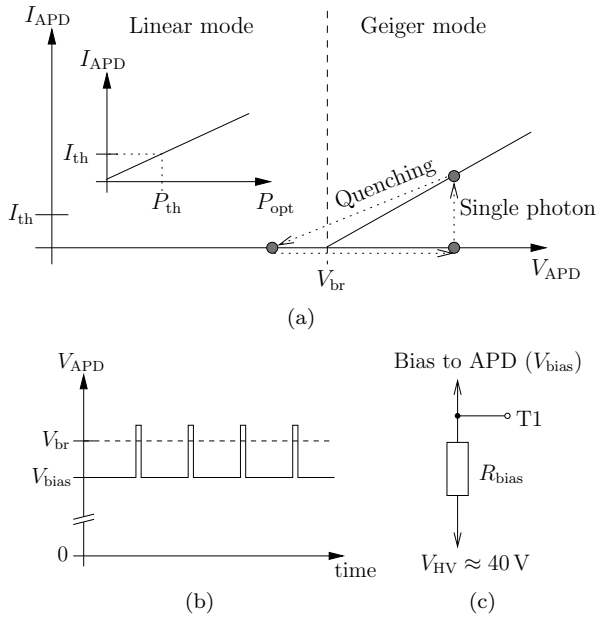 I_APD Linear mode Geiger mode
I_APD
I_th
Quenching
I_th
P_th P_opt
Single photon
V_br
V_APD
(a)
V_APD
Bias to APD (V_bias)
T1
V_br
V_bias
R_bias
0
time
V_HV ≈ 40 V
(b)
(c)